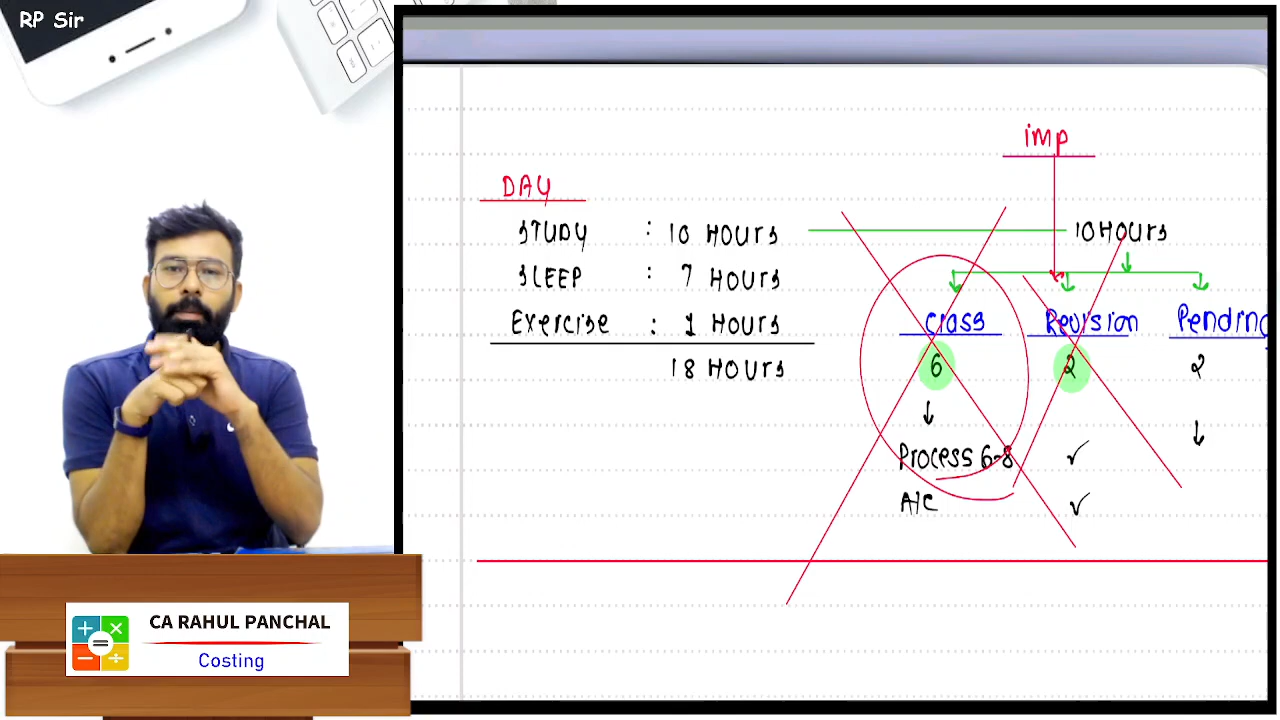 RP Sir
imp
DAY
STUDY : 10 HOURS
10 HOURS
SLEEP : 7 HOURS
Exercise : 1 HOURS
18 HOURS
Class Revision Pending
6 2 2
Process 6-8
A/C
CA RAHUL PANCHAL
Costing